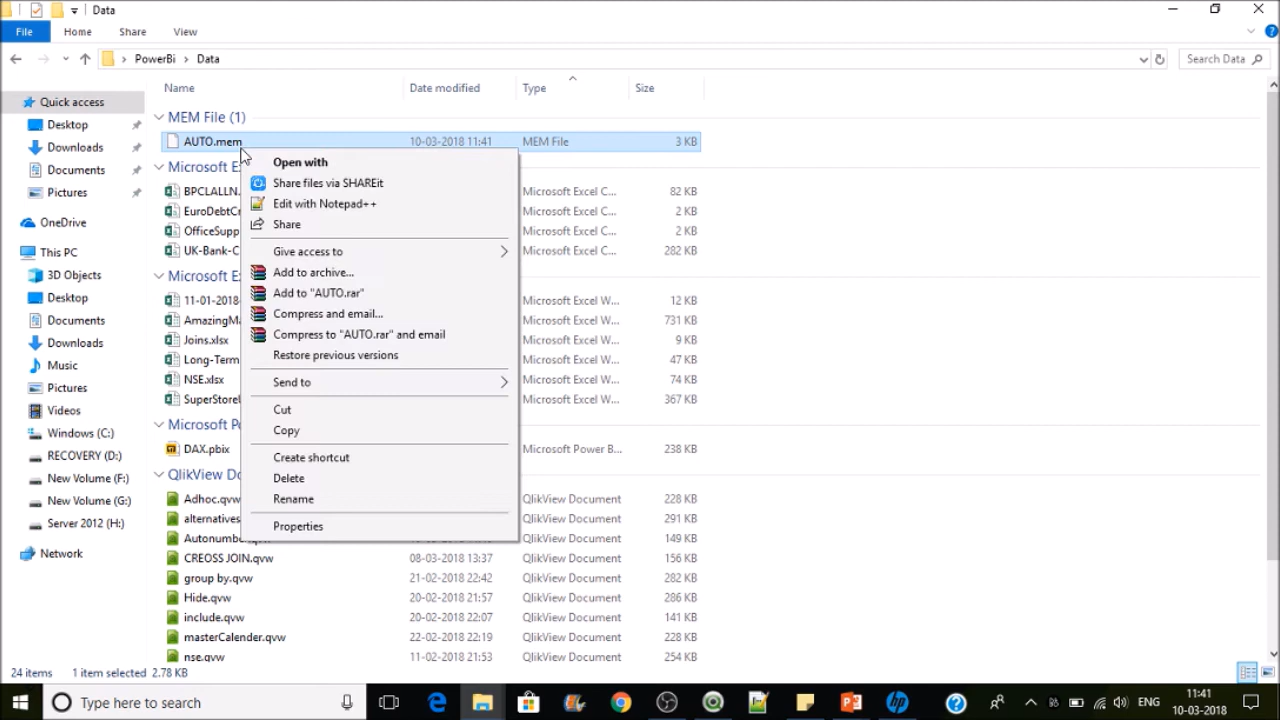 Data
File
Home
Share
View
PowerBi
Data
Search Data
Name
Date modified
Type
Size
Quick access
Desktop
Downloads
Documents
Pictures
OneDrive
This PC
3D Objects
Desktop
Documents
Downloads
Music
Pictures
Videos
Windows (C:)
RECOVERY (D:)
New Volume (F:)
New Volume (G:)
Server 2012 (H:)
Network
MEM File (1)
AUTO.mem 10-03-2018 11:41 MEM File 3 KB
Microsoft E
BPCLALLN. Microsoft Excel C... 82 KB
EuroDebtCr Microsoft Excel C... 2 KB
OfficeSupp Microsoft Excel C... 2 KB
UK-Bank-C Microsoft Excel C... 282 KB
Microsoft E
11-01-2018- Microsoft Excel W... 12 KB
AmazingMa Microsoft Excel W... 731 KB
Joins.xlsx Microsoft Excel W... 9 KB
Long-Term Microsoft Excel W... 47 KB
NSE.xlsx Microsoft Excel W... 74 KB
SuperStoreU Microsoft Excel W... 367 KB
Microsoft P
DAX.pbix Microsoft Power B... 238 KB
QlikView Do
Adhoc.qvw QlikView Document 228 KB
alternatives QlikView Document 291 KB
Autonumber.qvw QlikView Document 149 KB
CREOSS JOIN.qvw 08-03-2018 13:37 QlikView Document 156 KB
group by.qvw 21-02-2018 22:42 QlikView Document 282 KB
Hide.qvw 20-02-2018 21:57 QlikView Document 286 KB
include.qvw 20-02-2018 22:07 QlikView Document 141 KB
masterCalender.qvw 22-02-2018 22:19 QlikView Document 228 KB
nse.qvw 11-02-2018 21:53 QlikView Document 254 KB
Open with
Share files via SHAREit
Edit with Notepad++
Share
Give access to
Add to archive...
Add to "AUTO.rar"
Compress and email...
Compress to "AUTO.rar" and email
Restore previous versions
Send to
Cut
Copy
Create shortcut
Delete
Rename
Properties
24 items 1 item selected 2.78 KB
Type here to search
ENG
11:41
10-03-2018